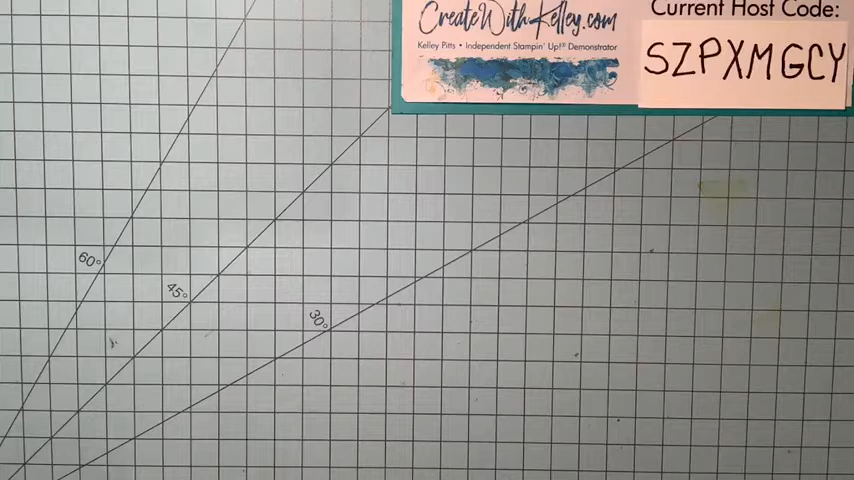 CreateWithKelley.com
Kelley Pitts • Independent Stampin' Up!® Demonstrator
Current Host Code:
SZPXMGCY
60°
45°
30°